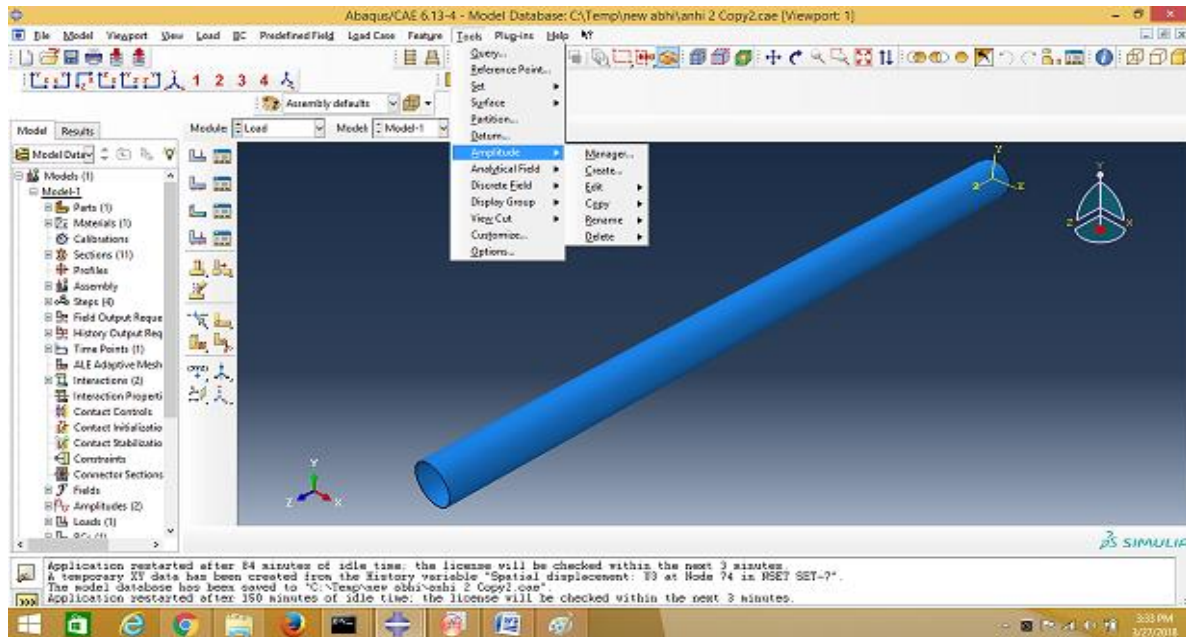 Abaqus/CAE 6.13-4 - Model Database: C:\Temp\new abhi\anhi 2 Copy2.cae [Viewport: 1]
File Model Viewport View Load BC Predefined Field Load Case Feature Tools Plug-ins Help
1 2 3 4
Assembly defaults
Model Results
Module: Load Model: Model-1
Model Datab
Models (1)
Model-1
Parts (1)
Materials (1)
Calibrations
Sections (11)
Profiles
Assembly
Steps (4)
Field Output Reque
History Output Req
Time Points (1)
ALE Adaptive Mesh
Interactions (2)
Interaction Properti
Contact Controls
Contact Initializatio
Contact Stabilizatio
Constraints
Connector Sections
Fields
Amplitudes (2)
Loads (1)
BCs (1)
Query...
Reference Point...
Set
Surface
Partition...
Datum...
Amplitude
Analytical Field
Discrete Field
Display Group
View Cut
Customize...
Options...
Manager...
Create...
Edit
Copy
Rename
Delete
Y
Z X
Y
Z X
Y
Z X
SIMULIA
Application restarted after 84 minutes of idle time; the license will be checked within the next 3 minutes.
A temporary XY data has been created from the History variable "Spatial displacement: U3 at Node 74 in NSET SET-7".
The model database has been saved to "C:\Temp\new abhi\anhi 2 Copy2.cae".
Application restarted after 150 minutes of idle time; the license will be checked within the next 3 minutes.
3:33 PM
3/27/2018